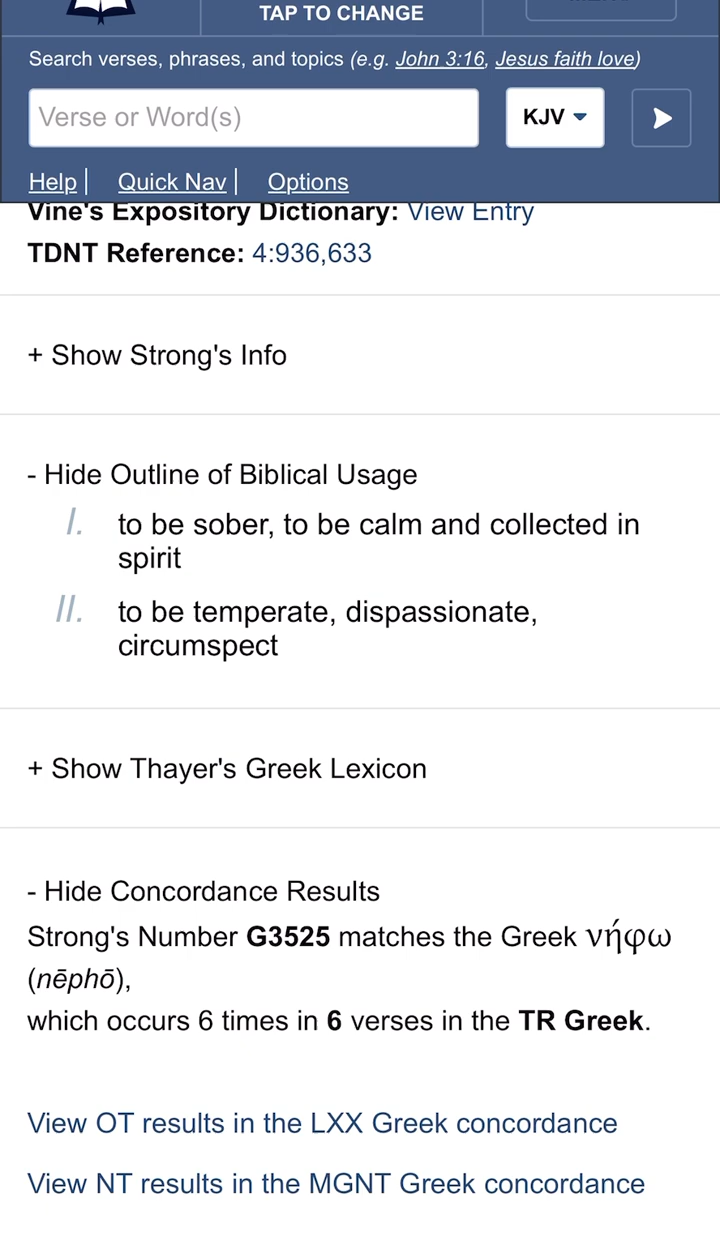 TAP TO CHANGE
Search verses, phrases, and topics (e.g. John 3:16, Jesus faith love)
Verse or Word(s)
KJV
Help | Quick Nav | Options
Vine's Expository Dictionary: View Entry
TDNT Reference: 4:936,633
+ Show Strong's Info
- Hide Outline of Biblical Usage
I. to be sober, to be calm and collected in
spirit
II. to be temperate, dispassionate,
circumspect
+ Show Thayer's Greek Lexicon
- Hide Concordance Results
Strong's Number G3525 matches the Greek νήφω
(nēphō),
which occurs 6 times in 6 verses in the TR Greek.
View OT results in the LXX Greek concordance
View NT results in the MGNT Greek concordance